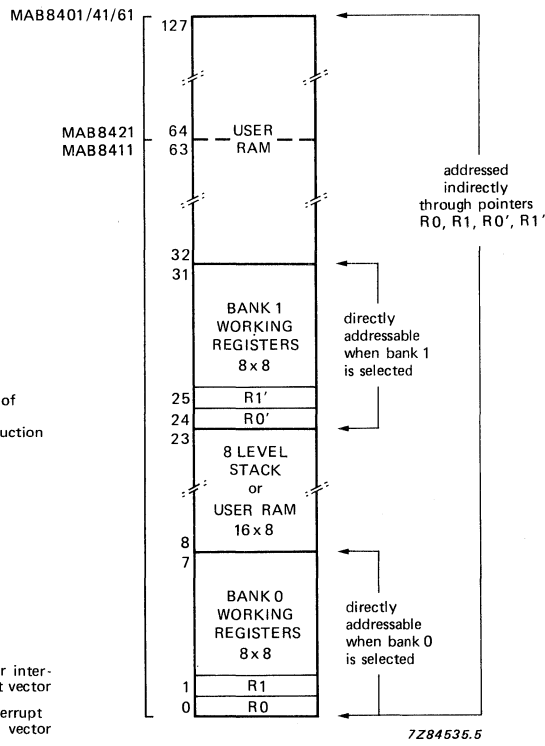 MAB8401/41/61
127
MAB8421
64
USER
MAB8411
63
RAM
addressed
indirectly
through pointers
R0, R1, R0', R1'
32
31
BANK 1
WORKING
REGISTERS
8 x 8
directly
addressable
when bank 1
is selected
of
25
R1'
24
R0'
uction
23
8 LEVEL
STACK
or
USER RAM
16 x 8
8
7
BANK 0
WORKING
REGISTERS
8 x 8
directly
addressable
when bank 0
is selected
r inter-
t vector
1
R1
errupt
vector
0
R0
7Z84535.5